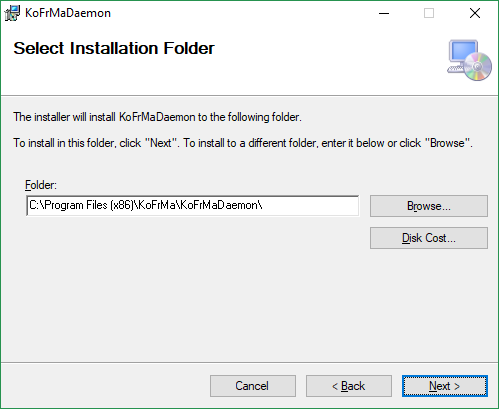 KoFrMaDaemon
Select Installation Folder
The installer will install KoFrMaDaemon to the following folder.
To install in this folder, click "Next". To install to a different folder, enter it below or click "Browse".
Folder:
C:\Program Files (x86)\KoFrMa\KoFrMaDaemon\
Browse...
Disk Cost...
Cancel
< Back
Next >